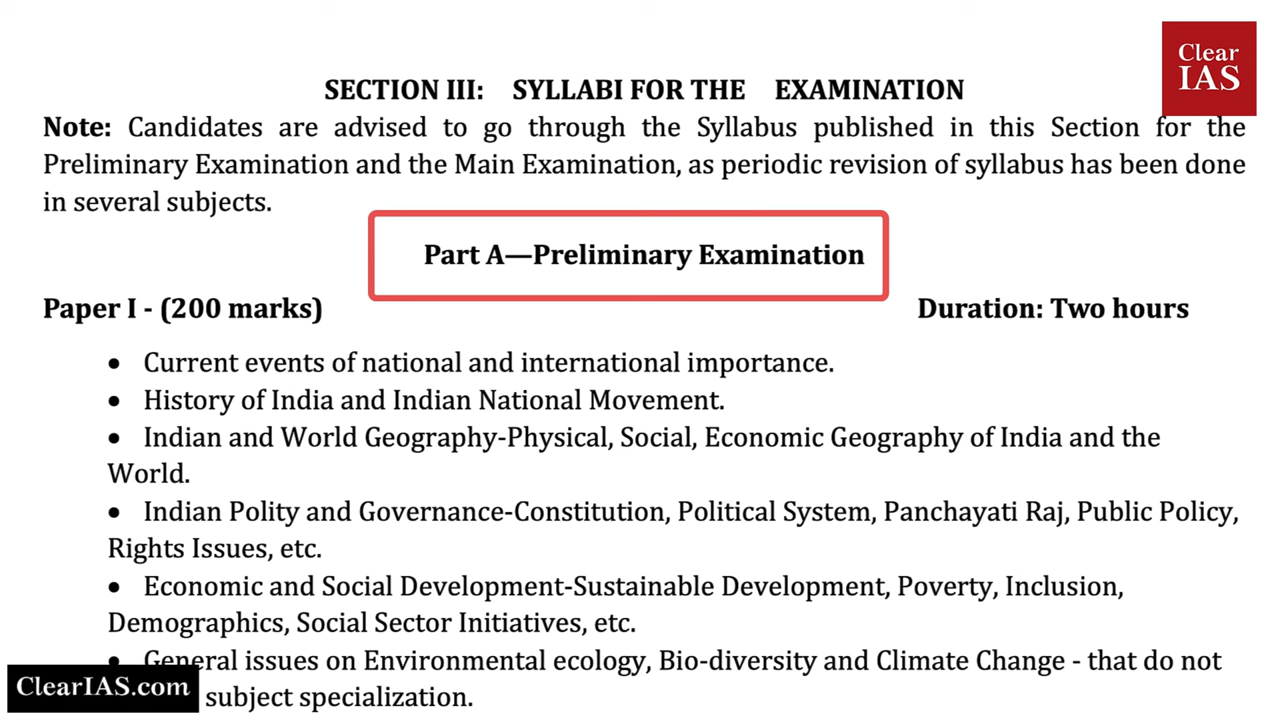 Clear
IAS
SECTION III: SYLLABI FOR THE EXAMINATION
Note: Candidates are advised to go through the Syllabus published in this Section for the
Preliminary Examination and the Main Examination, as periodic revision of syllabus has been done
in several subjects.
Part A—Preliminary Examination
Paper I - (200 marks) Duration: Two hours
• Current events of national and international importance.
• History of India and Indian National Movement.
• Indian and World Geography-Physical, Social, Economic Geography of India and the
World.
• Indian Polity and Governance-Constitution, Political System, Panchayati Raj, Public Policy,
Rights Issues, etc.
• Economic and Social Development-Sustainable Development, Poverty, Inclusion,
Demographics, Social Sector Initiatives, etc.
• General issues on Environmental ecology, Bio-diversity and Climate Change - that do not
subject specialization.
ClearIAS.com